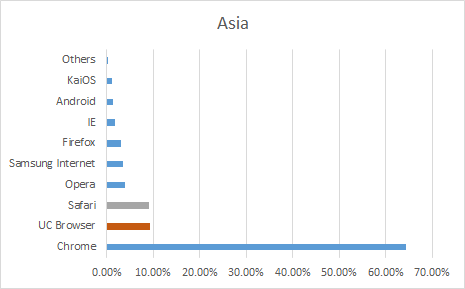 Asia
Others
KaiOS
Android
IE
Firefox
Samsung Internet
Opera
Safari
UC Browser
Chrome
0.00% 10.00% 20.00% 30.00% 40.00% 50.00% 60.00% 70.00%